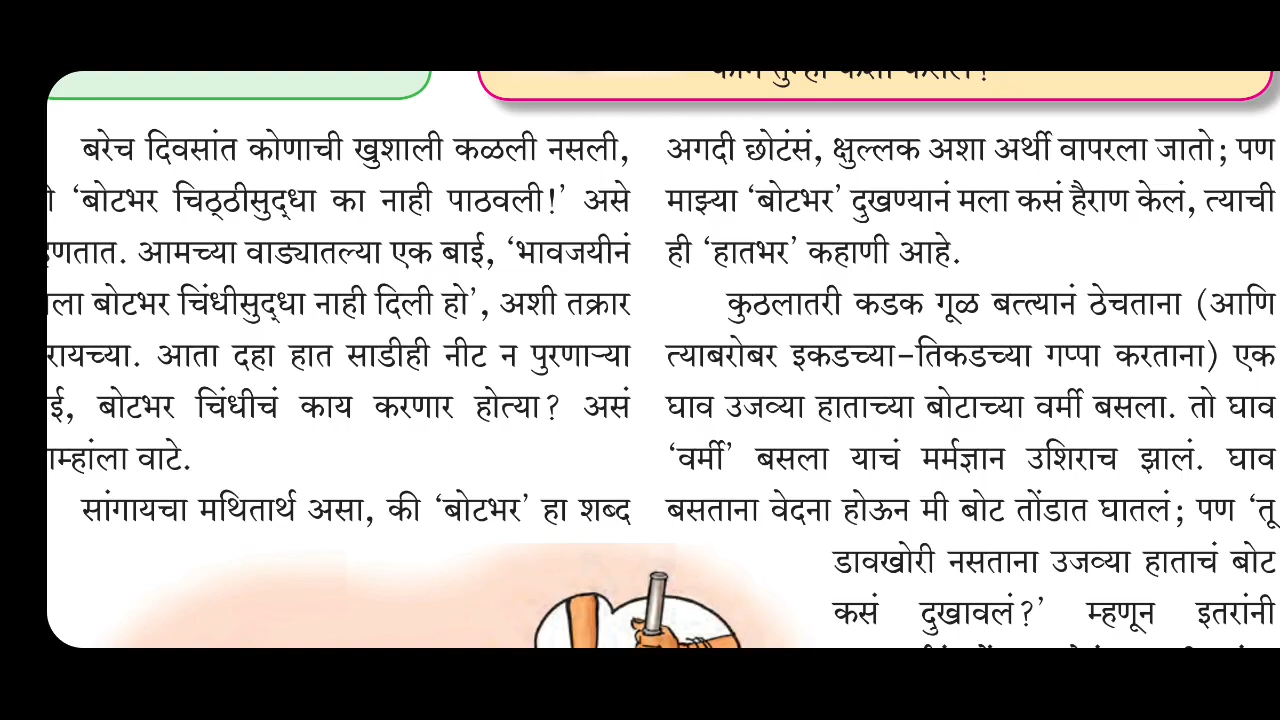 बरेच दिवसांत कोणाची खुशाली कळली नसली,
‘बोटभर चिठ्ठीसुद्धा का नाही पाठवली!’ असे
आमच्या वाड्यातल्या एक बाई, ‘भावजयीनं
बोटभर चिंधीसुद्धा नाही दिली हो’, अशी तक्रार
आता दहा हात साडीही नीट न पुरणाऱ्या
बोटभर चिंधीचं काय करणार होत्या? असं
वाटे.
सांगायचा मथितार्थ असा, की ‘बोटभर’ हा शब्द
अगदी छोटंसं, क्षुल्लक अशा अर्थी वापरला जातो; पण
माझ्या ‘बोटभर’ दुखण्यानं मला कसं हैराण केलं, त्याची
ही ‘हातभर’ कहाणी आहे.
कुठलातरी कडक गूळ बत्त्यानं ठेचताना (आणि
त्याबरोबर इकडच्या-तिकडच्या गप्पा करताना) एक
घाव उजव्या हाताच्या बोटाच्या वर्मी बसला. तो घाव
‘वर्मी’ बसला याचं मर्मज्ञान उशिराच झालं. घाव
बसताना वेदना होऊन मी बोट तोंडात घातलं; पण ‘तू
डावखोरी नसताना उजव्या हाताचं बोट
कसं दुखावलं?’ म्हणून इतरांनी